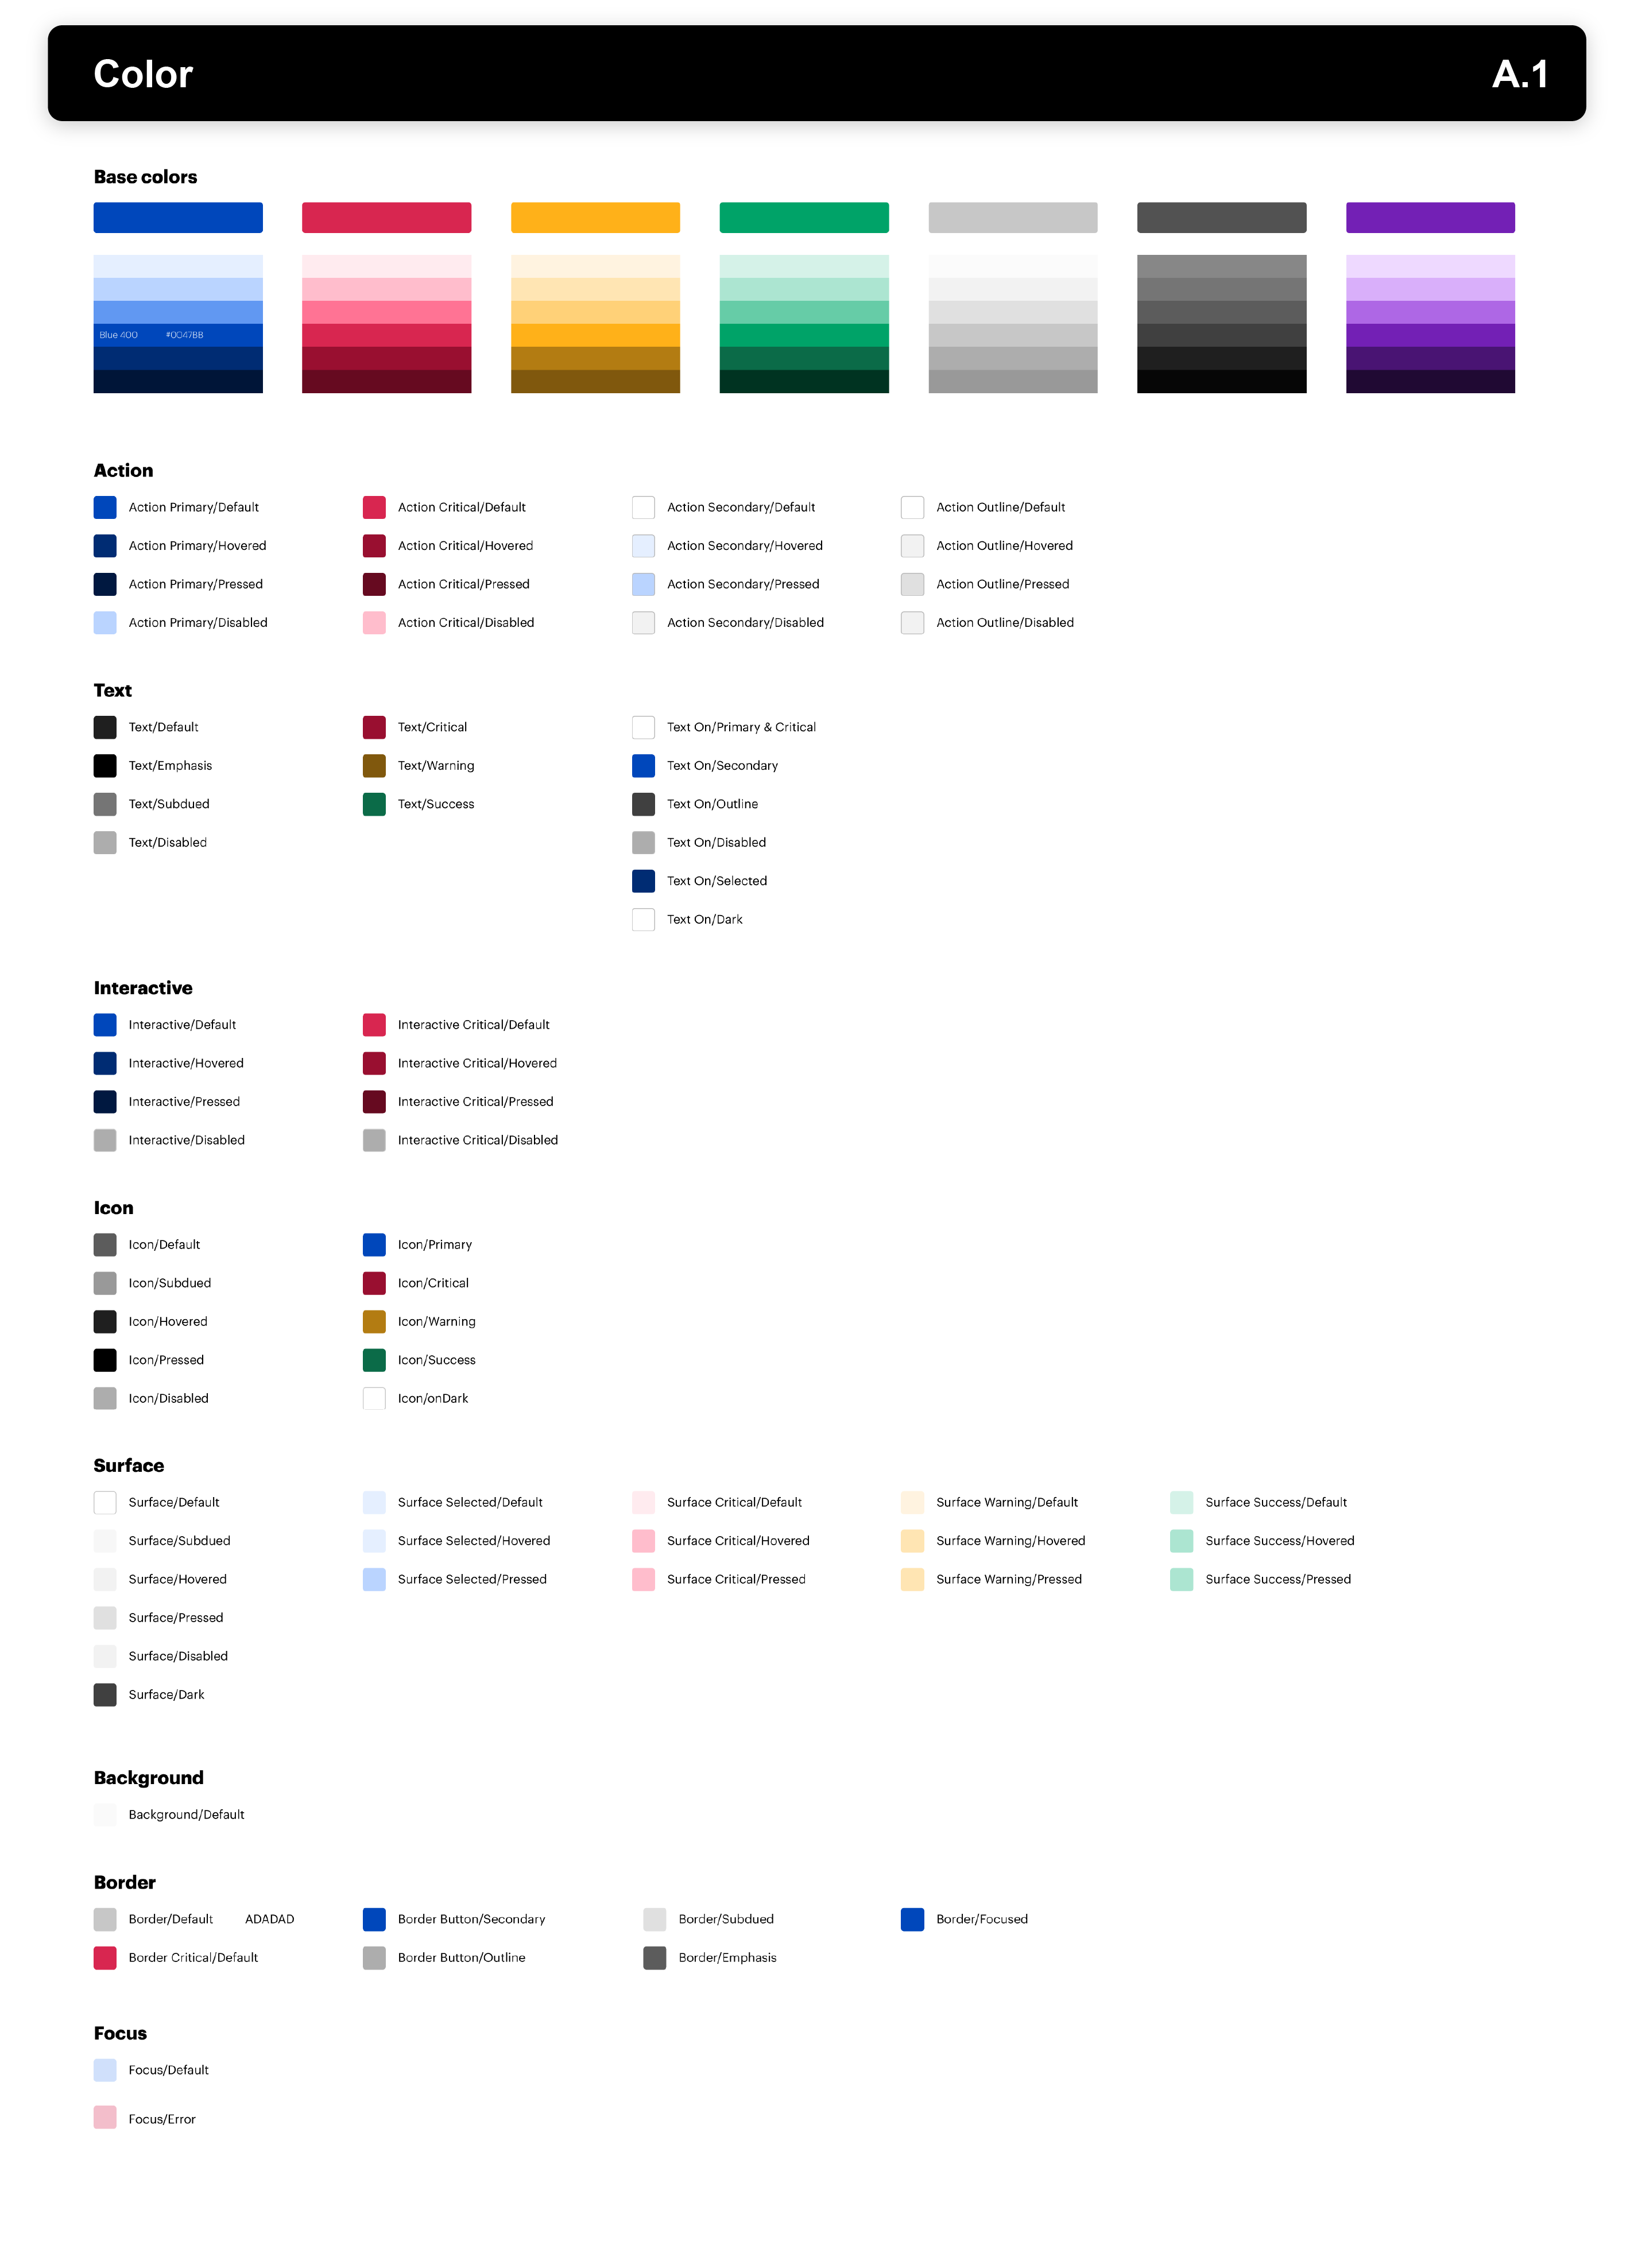 Color A.1
Base colors
Blue 400 #0047BB
Action
Action Primary/Default Action Critical/Default Action Secondary/Default Action Outline/Default
Action Primary/Hovered Action Critical/Hovered Action Secondary/Hovered Action Outline/Hovered
Action Primary/Pressed Action Critical/Pressed Action Secondary/Pressed Action Outline/Pressed
Action Primary/Disabled Action Critical/Disabled Action Secondary/Disabled Action Outline/Disabled
Text
Text/Default Text/Critical Text On/Primary & Critical
Text/Emphasis Text/Warning Text On/Secondary
Text/Subdued Text/Success Text On/Outline
Text/Disabled Text On/Disabled
Text On/Selected
Text On/Dark
Interactive
Interactive/Default Interactive Critical/Default
Interactive/Hovered Interactive Critical/Hovered
Interactive/Pressed Interactive Critical/Pressed
Interactive/Disabled Interactive Critical/Disabled
Icon
Icon/Default Icon/Primary
Icon/Subdued Icon/Critical
Icon/Hovered Icon/Warning
Icon/Pressed Icon/Success
Icon/Disabled Icon/onDark
Surface
Surface/Default Surface Selected/Default Surface Critical/Default Surface Warning/Default Surface Success/Default
Surface/Subdued Surface Selected/Hovered Surface Critical/Hovered Surface Warning/Hovered Surface Success/Hovered
Surface/Hovered Surface Selected/Pressed Surface Critical/Pressed Surface Warning/Pressed Surface Success/Pressed
Surface/Pressed
Surface/Disabled
Surface/Dark
Background
Background/Default
Border
Border/Default ADADAD Border Button/Secondary Border/Subdued Border/Focused
Border Critical/Default Border Button/Outline Border/Emphasis
Focus
Focus/Default
Focus/Error